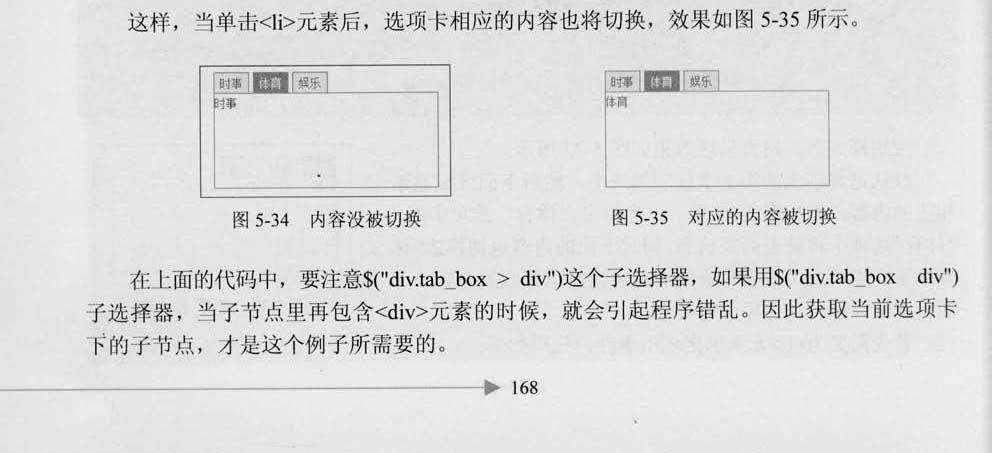 这样，当单击<li>元素后，选项卡相应的内容也将切换，效果如图 5-35 所示。
时事 体育 娱乐
时事
时事 体育 娱乐
体育
图 5-34 内容没被切换
图 5-35 对应的内容被切换
在上面的代码中，要注意$("div.tab_box > div")这个子选择器，如果用$("div.tab_box div")
子选择器，当子节点里再包含<div>元素的时候，就会引起程序错乱。因此获取当前选项卡
下的子节点，才是这个例子所需要的。
168